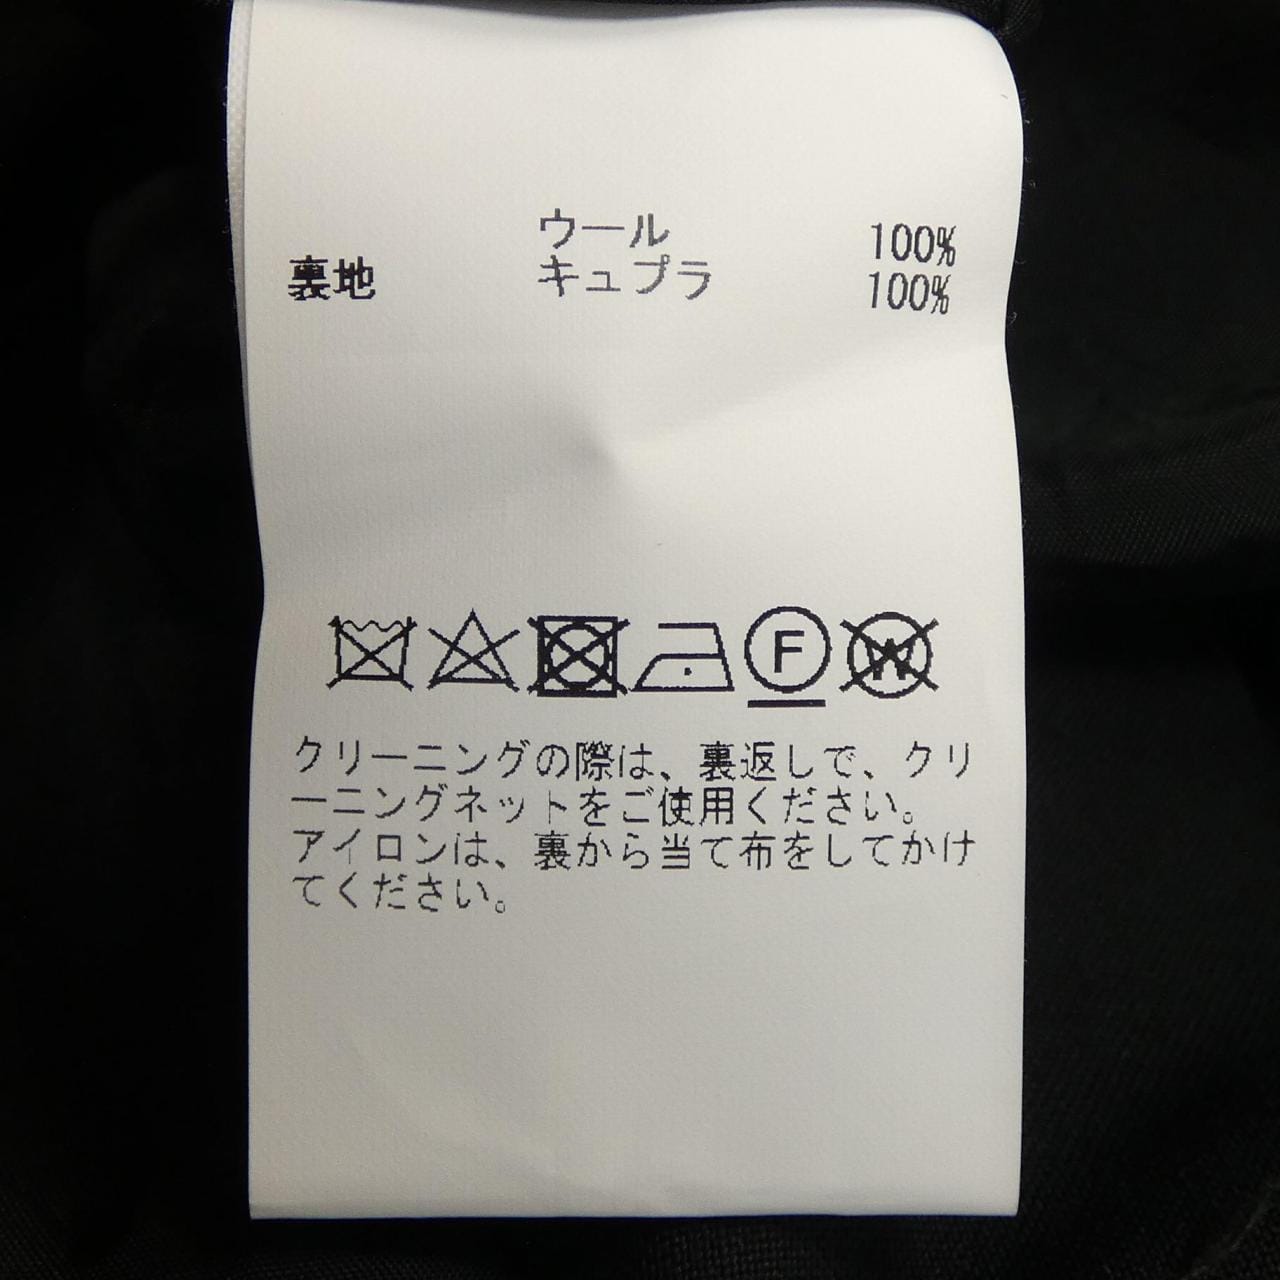 ウール 100%
裏地 キュプラ 100%
F W
クリーニングの際は、裏返しで、クリ
ーニングネットをご使用ください。
アイロンは、裏から当て布をしてかけ
てください。